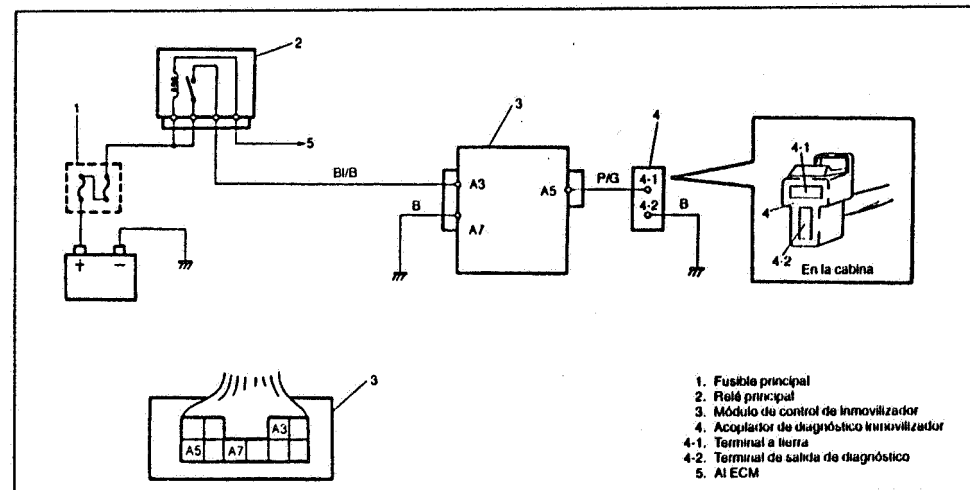 2
1
3
4
5
4-1
Bl/B
A3
A5
P/G
4-1
4-2
B
A7
B
4
4-2
En la cabina
+
−
3
A3
A5
A7
1. Fusible principal
2. Relé principal
3. Módulo de control de inmovilizador
4. Acoplador de diagnóstico inmovilizador
4-1. Terminal a tierra
4-2. Terminal de salida de diagnóstico
5. Al ECM